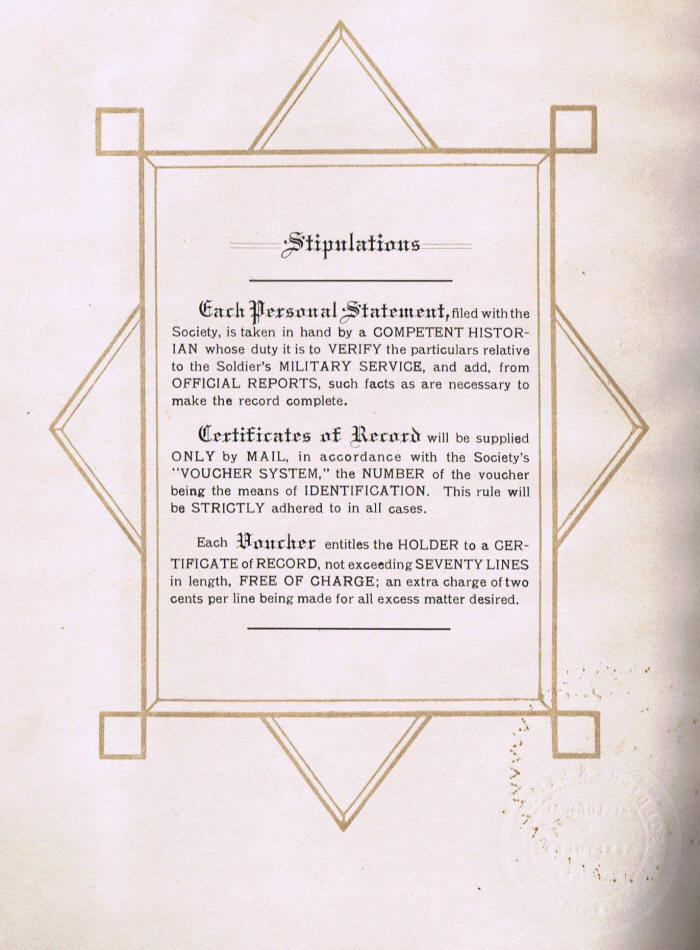 Stipulations
Each Personal Statement, filed with the
Society, is taken in hand by a COMPETENT HISTOR-
IAN whose duty it is to VERIFY the particulars relative
to the Soldier's MILITARY SERVICE, and add, from
OFFICIAL REPORTS, such facts as are necessary to
make the record complete.
Certificates of Record will be supplied
ONLY by MAIL, in accordance with the Society's
"VOUCHER SYSTEM," the NUMBER of the voucher
being the means of IDENTIFICATION. This rule will
be STRICTLY adhered to in all cases.
Each Voucher entitles the HOLDER to a CER-
TIFICATE of RECORD, not exceeding SEVENTY LINES
in length, FREE OF CHARGE; an extra charge of two
cents per line being made for all excess matter desired.